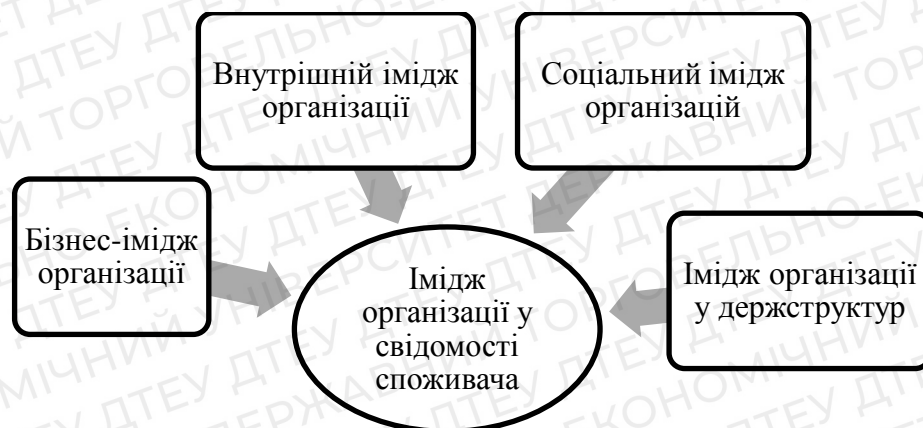 Внутрішній імідж
організації
Соціальний імідж
організацій
Бізнес-імідж
організації
Імідж
організації у
свідомості
споживача
Імідж організації
у держструктур